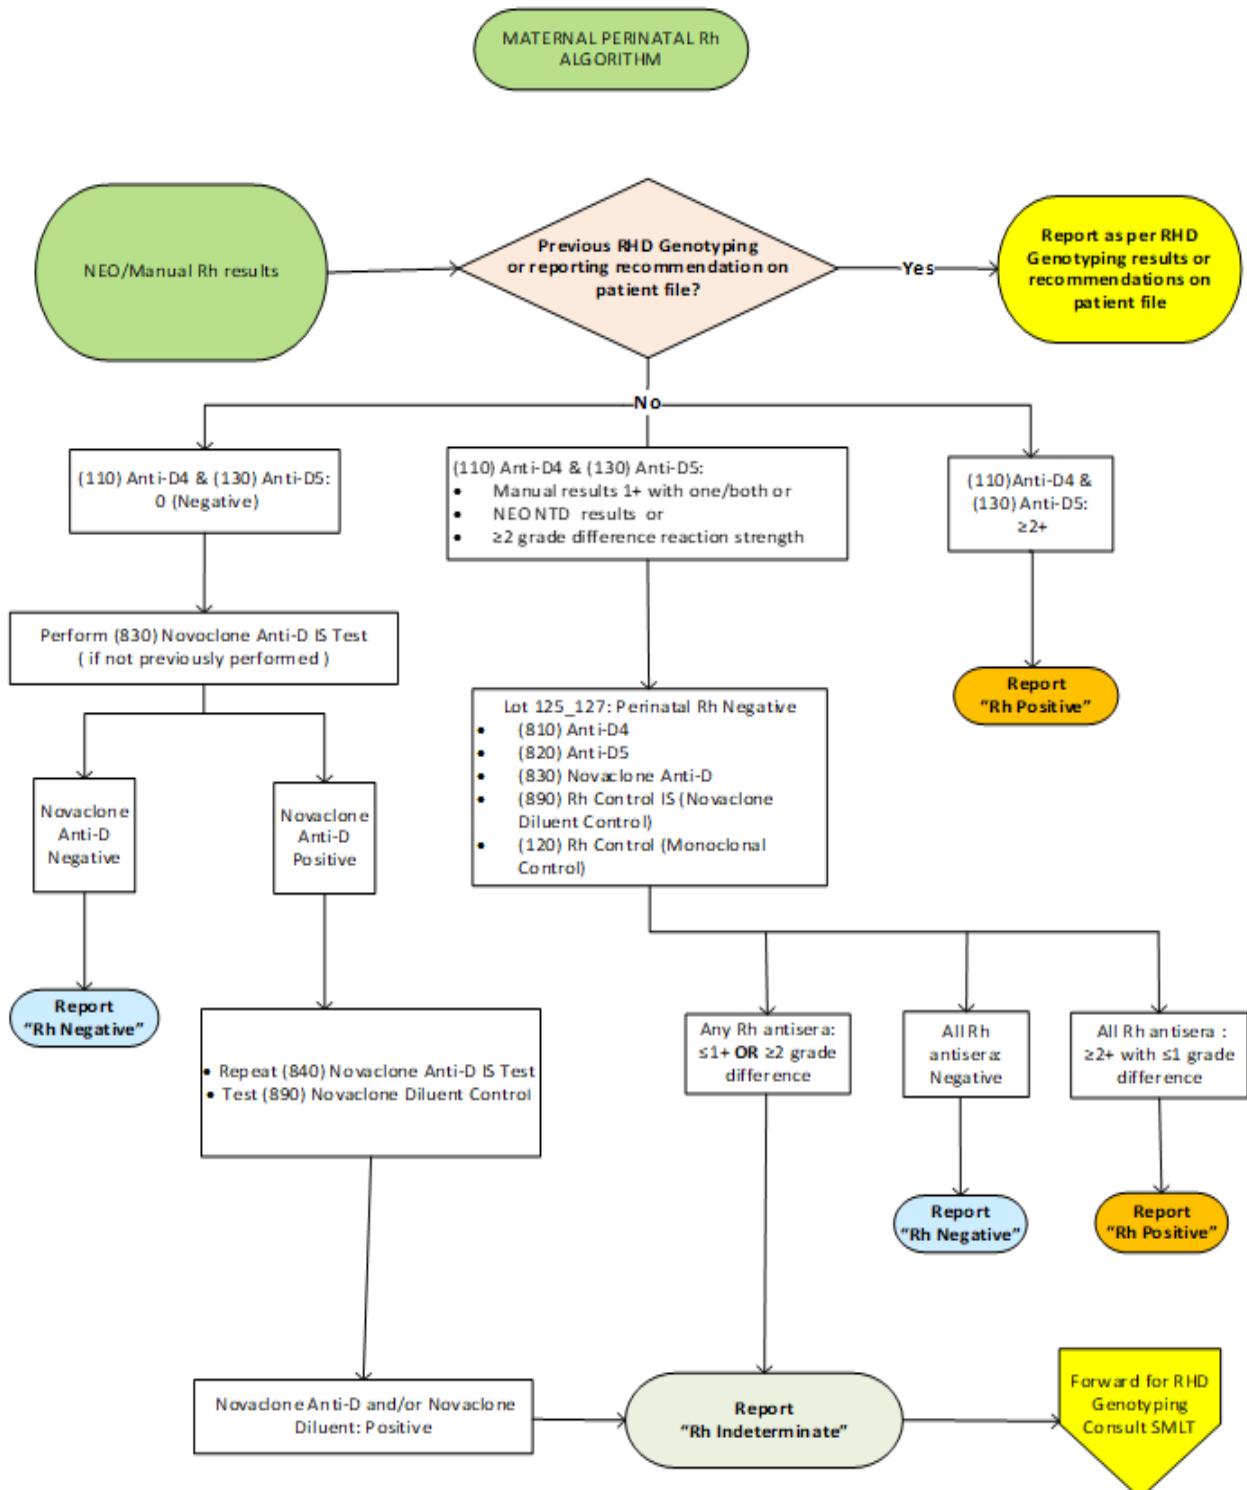 MATERNAL PERINATAL Rh
ALGORITHM
NEO/Manual Rh results
Previous RHD Genotyping
or reporting recommendation on
patient file?
Yes
Report as per RHD
Genotyping results or
recommendations on
patient file
No
(110) Anti-D4 & (130) Anti-D5:
0 (Negative)
(110) Anti-D4 & (130) Anti-D5:
• Manual results 1+ with one/both or
• NEO NTD results or
• ≥2 grade difference reaction strength
(110)Anti-D4 &
(130) Anti-D5:
≥2+
Perform (830) Novoclone Anti-D IS Test
( if not previously performed )
Report
“Rh Positive”
Lot 125_127: Perinatal Rh Negative
• (810) Anti-D4
• (820) Anti-D5
• (830) Novaclone Anti-D
• (890) Rh Control IS (Novaclone
Diluent Control)
• (120) Rh Control (Monoclonal
Control)
Novaclone
Anti-D
Negative
Novaclone
Anti-D
Positive
Report
“Rh Negative”
• Repeat (840) Novaclone Anti-D IS Test
• Test (890) Novaclone Diluent Control
Any Rh antisera:
≤1+ OR ≥2 grade
difference
All Rh
antisera:
Negative
All Rh antisera :
≥2+ with ≤1 grade
difference
Report
“Rh Negative”
Report
“Rh Positive”
Novaclone Anti-D and/or Novaclone
Diluent: Positive
Report
“Rh Indeterminate”
Forward for RHD
Genotyping
Consult SMLT